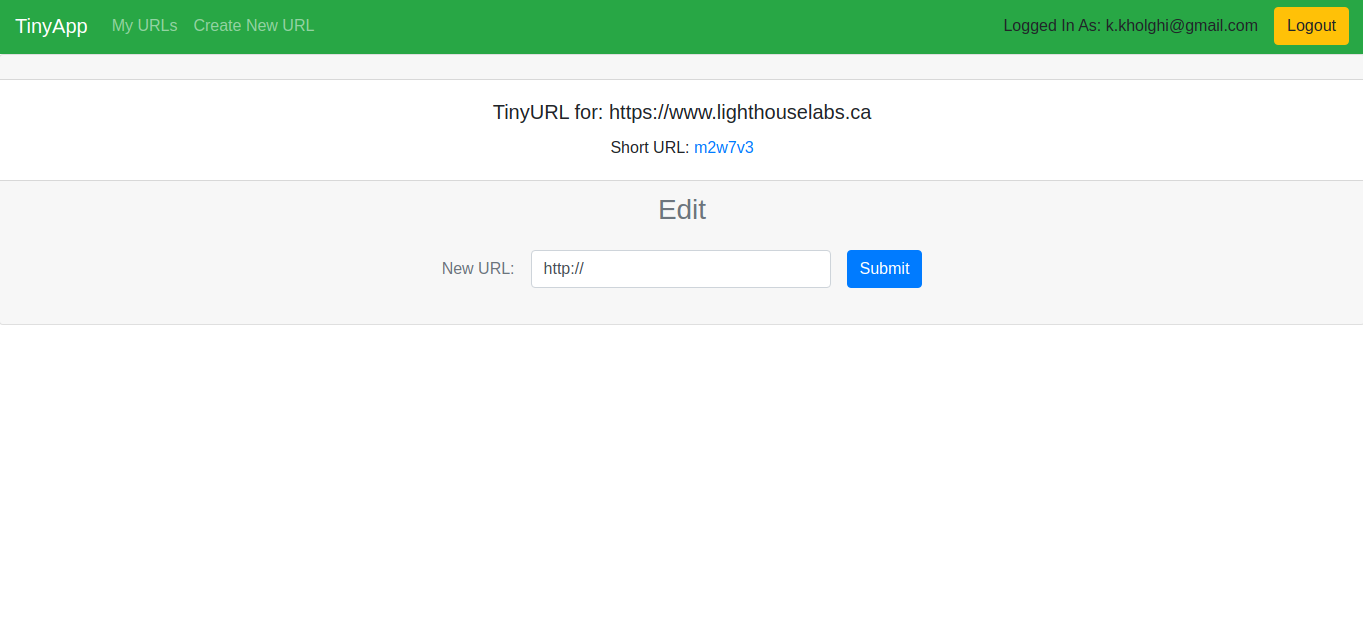 TinyApp My URLs Create New URL Logged In As: k.kholghi@gmail.com Logout
TinyURL for: https://www.lighthouselabs.ca
Short URL: m2w7v3
Edit
New URL: http:// Submit